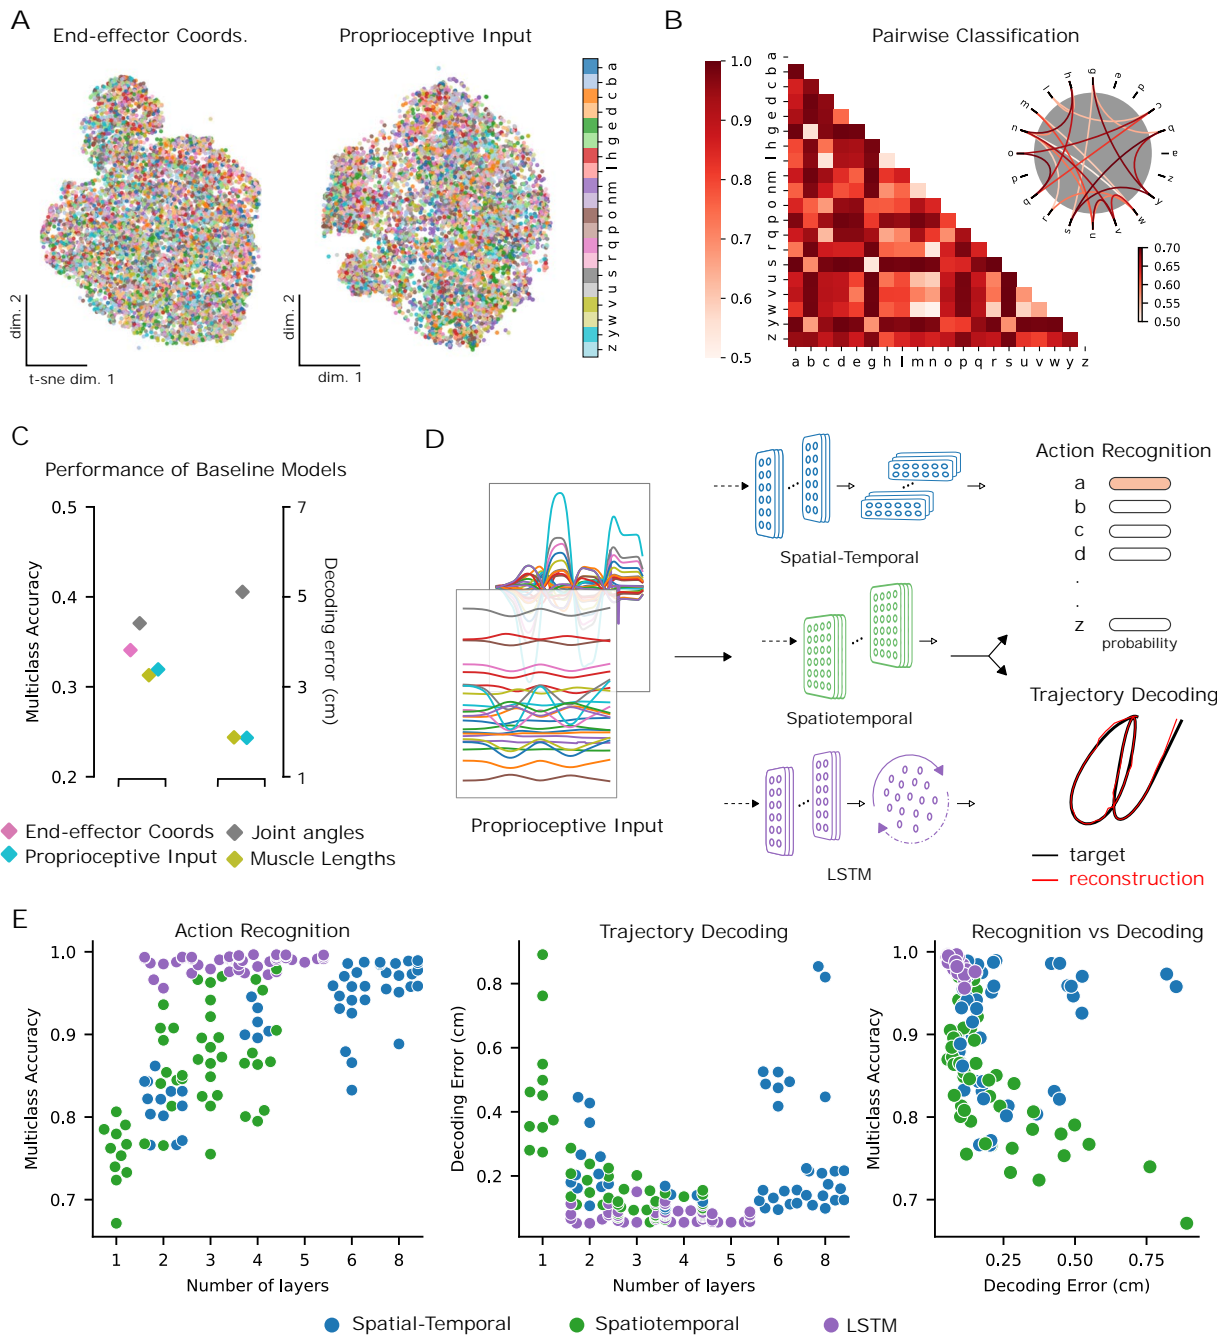 A
End-effector Coords.
Proprioceptive Input
dim. 2
t-sne dim. 1
dim. 2
dim. 1
a
b
c
d
e
g
h
l
m
n
o
p
q
r
s
u
v
w
y
z
B
Pairwise Classification
1.0
0.9
0.8
0.7
0.6
0.5
a
b
c
d
e
g
h
l
m
n
o
p
q
r
s
u
v
w
y
z
a b c d e g h l m n o p q r s u v w y z
g e d c b a y w v u s r q p o n m l h
0.70
0.65
0.60
0.55
0.50
C
Performance of Baseline Models
Multiclass Accuracy
0.5
0.4
0.3
0.2
7
5
3
1
Decoding error (cm)
End-effector Coords
Joint angles
Proprioceptive Input
Muscle Lengths
D
Proprioceptive Input
Spatial-Temporal
Spatiotemporal
LSTM
Action Recognition
a
b
c
d
.
.
z
probability
Trajectory Decoding
target
reconstruction
E
Action Recognition
Multiclass Accuracy
1.0
0.9
0.8
0.7
1 2 3 4 5 6 8
Number of layers
Trajectory Decoding
Decoding Error (cm)
0.8
0.6
0.4
0.2
1 2 3 4 5 6 8
Number of layers
Recognition vs Decoding
Multiclass Accuracy
1.0
0.9
0.8
0.7
0.25 0.50 0.75
Decoding Error (cm)
Spatial-Temporal
Spatiotemporal
LSTM